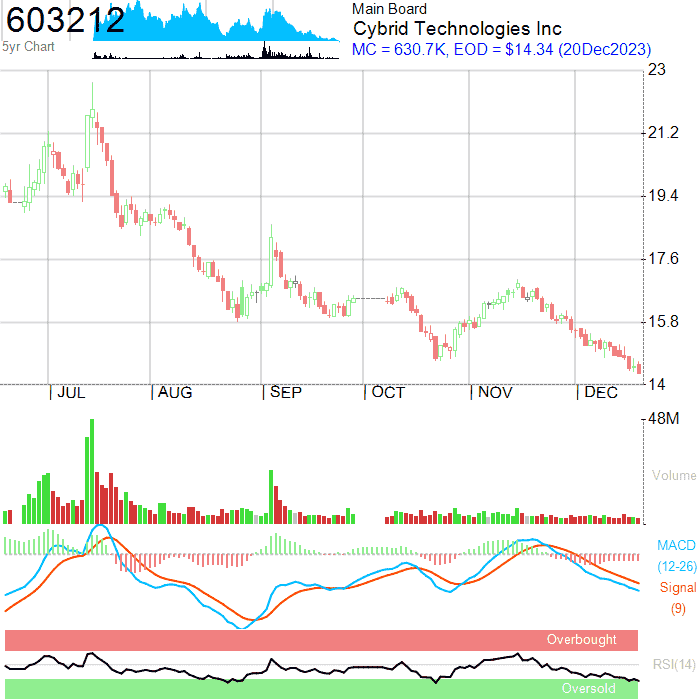 603212
5yr Chart
Main Board
Cybrid Technologies Inc
MC = 630.7K, EOD = $14.34 (20Dec2023)
23
21.2
19.4
17.6
15.8
14
JUL AUG SEP OCT NOV DEC
48M
Volume
MACD
(12-26)
Signal
(9)
Overbought
RSI(14)
Oversold